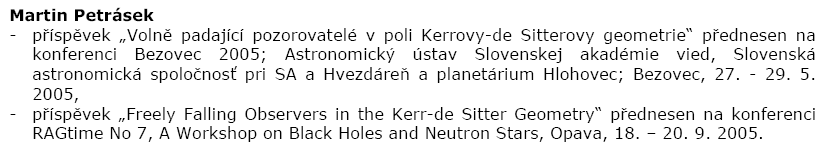 Martin Petrásek
- příspěvek „Volně padající pozorovatelé v poli Kerrovy-de Sitterovy geometrie“ přednesen na
konferenci Bezovec 2005; Astronomický ústav Slovenskej akadémie vied, Slovenská
astronomická spoločnosť pri SA a Hvezdáreň a planetárium Hlohovec; Bezovec, 27. - 29. 5.
2005,
- příspěvek „Freely Falling Observers in the Kerr-de Sitter Geometry“ přednesen na konferenci
RAGtime No 7, A Workshop on Black Holes and Neutron Stars, Opava, 18. – 20. 9. 2005.